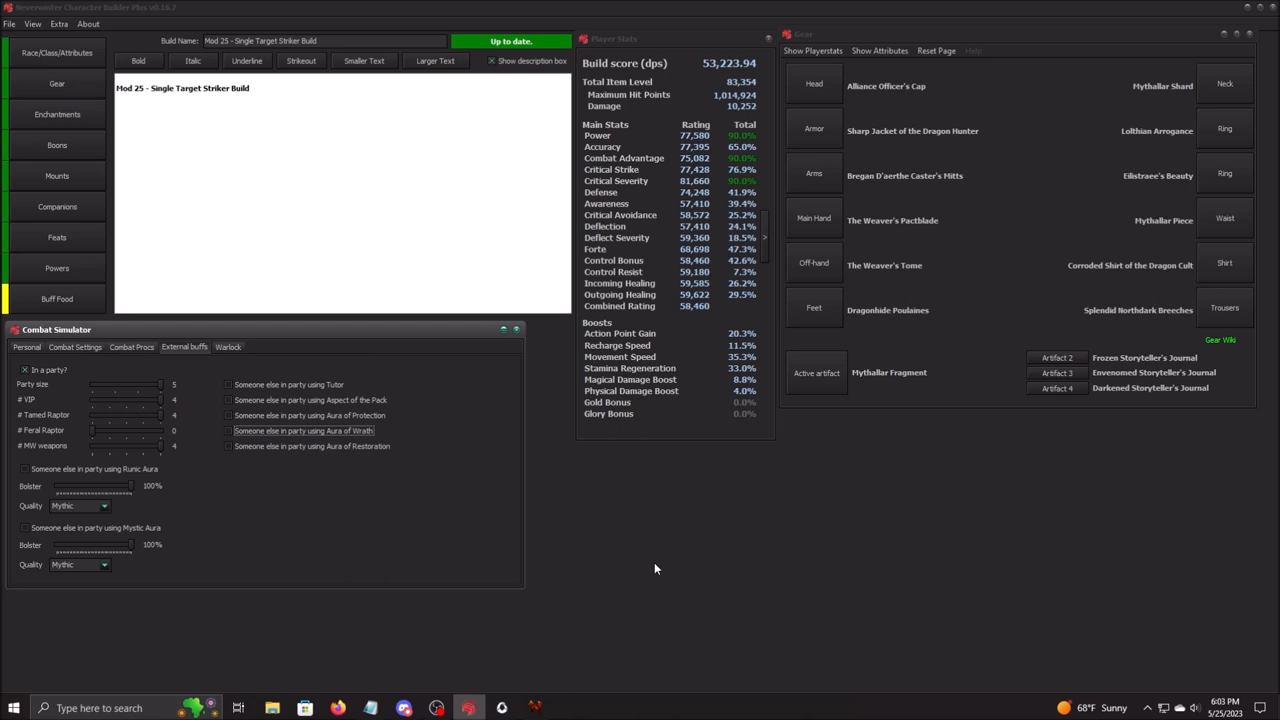 Neverwinter Character Builder Plus v0.16.7
File View Extra About
Race/Class/Attributes
Gear
Enchantments
Boons
Mounts
Companions
Feats
Powers
Buff Food
Build Name: Mod 25 - Single Target Striker Build Up to date.
Bold Italic Underline Strikeout Smaller Text Larger Text Show description box
Mod 25 - Single Target Striker Build
Combat Simulator
Personal Combat Settings Combat Procs External buffs Warlock
In a party?
Party size 5
# VIP 4
# Tamed Raptor 4
# Feral Raptor 0
# MW weapons 4
Someone else in party using Runic Aura
Bolster 100%
Quality Mythic
Someone else in party using Mystic Aura
Bolster 100%
Quality Mythic
Someone else in party using Tutor
Someone else in party using Aspect of the Pack
Someone else in party using Aura of Protection
Someone else in party using Aura of Wrath
Someone else in party using Aura of Restoration
Player Stats
Build score (dps) 53,223.94
Total Item Level 83,354
Maximum Hit Points 1,014,924
Damage 10,252
Main Stats Rating Total
Power 77,580 90.0%
Accuracy 77,395 65.0%
Combat Advantage 75,082 90.0%
Critical Strike 77,428 76.9%
Critical Severity 81,660 90.0%
Defense 74,248 41.9%
Awareness 57,410 39.4%
Critical Avoidance 58,572 25.2%
Deflection 57,410 24.1%
Deflect Severity 59,360 18.5%
Forte 68,698 47.3%
Control Bonus 58,460 42.6%
Control Resist 59,180 7.3%
Incoming Healing 59,585 26.2%
Outgoing Healing 59,622 29.5%
Combined Rating 58,460
>
Boosts
Action Point Gain 20.3%
Recharge Speed 11.5%
Movement Speed 35.3%
Stamina Regeneration 33.0%
Magical Damage Boost 8.8%
Physical Damage Boost 4.0%
Gold Bonus 0.0%
Glory Bonus 0.0%
Gear
Show Playerstats Show Attributes Reset Page Help
Head Alliance Officer's Cap Mythallar Shard Neck
Armor Sharp Jacket of the Dragon Hunter Lolthian Arrogance Ring
Arms Bregan D'aerthe Caster's Mitts Eilistraee's Beauty Ring
Main Hand The Weaver's Pactblade Mythallar Piece Waist
Off-hand The Weaver's Tome Corroded Shirt of the Dragon Cult Shirt
Feet Dragonhide Poulaines Splendid Northdark Breeches Trousers
Gear Wiki
Active artifact Mythallar Fragment
Artifact 2 Frozen Storyteller's Journal
Artifact 3 Envenomed Storyteller's Journal
Artifact 4 Darkened Storyteller's Journal
Type here to search
68°F Sunny
6:03 PM
5/25/2023